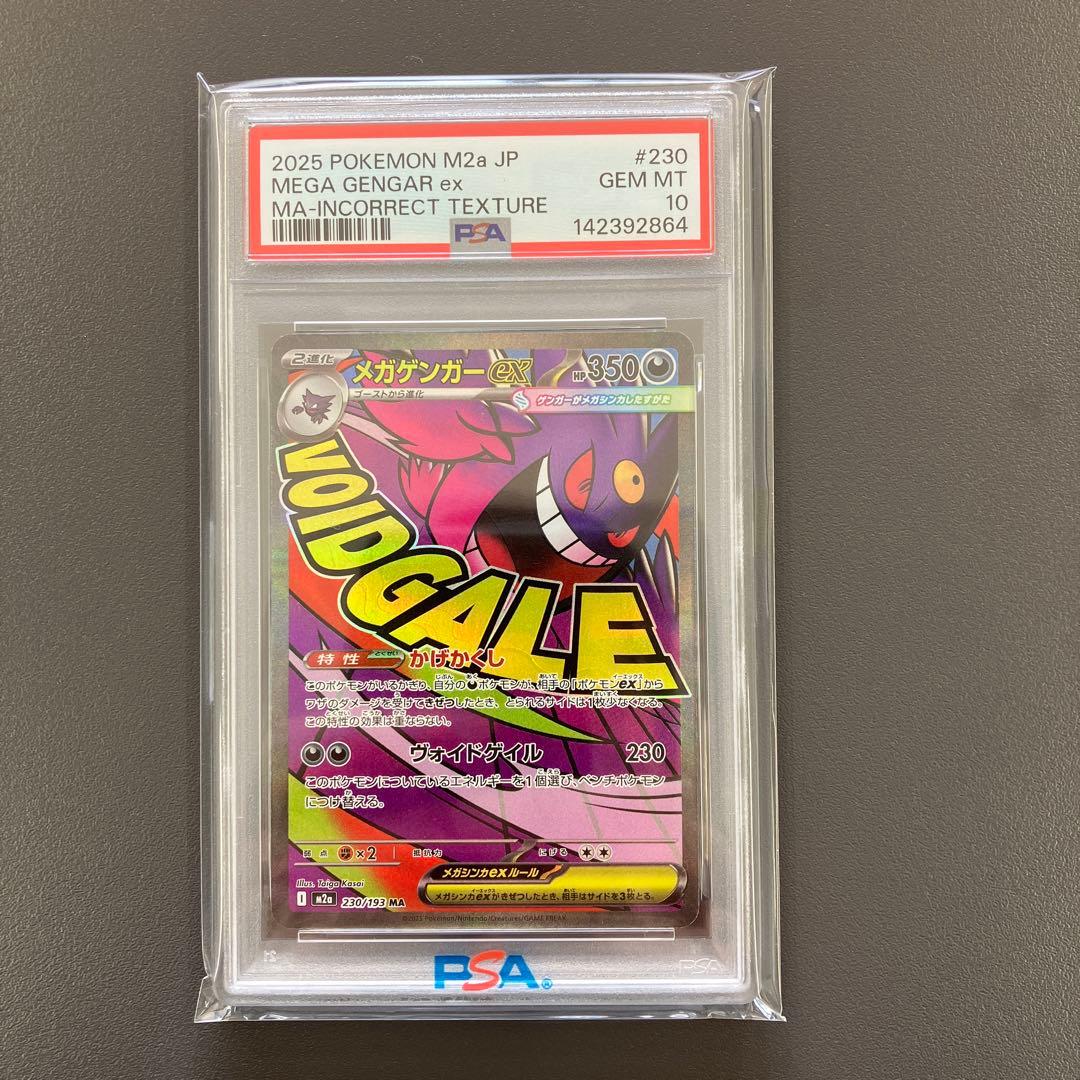 2025 POKEMON M2a JP #230
MEGA GENGAR ex GEM MT
MA-INCORRECT TEXTURE 10
PSA 142392864
2進化 メガゲンガーex HP350
ゴーストから進化 ゲンガーがメガシンカしたすがた
VOID GALE
特性 かげかくし
このポケモンがいるかぎり、自分の悪ポケモンが、相手の「ポケモンex」から
ワザのダメージを受けてきぜつしたとき、とられるサイドは1枚少なくなる。
この特性の効果は重ならない。
ヴォイドゲイル 230
このポケモンについているエネルギーを1個選び、ベンチポケモン
につけ替える。
弱点 ×2 抵抗力 にげる
メガシンカexルール
メガシンカexがきぜつしたとき、相手はサイドを3枚とる。
Illus. Taiga Kasai
I m2a 230/193 MA
©2025 Pokémon/Nintendo/Creatures/GAME FREAK
PSA®
PSA